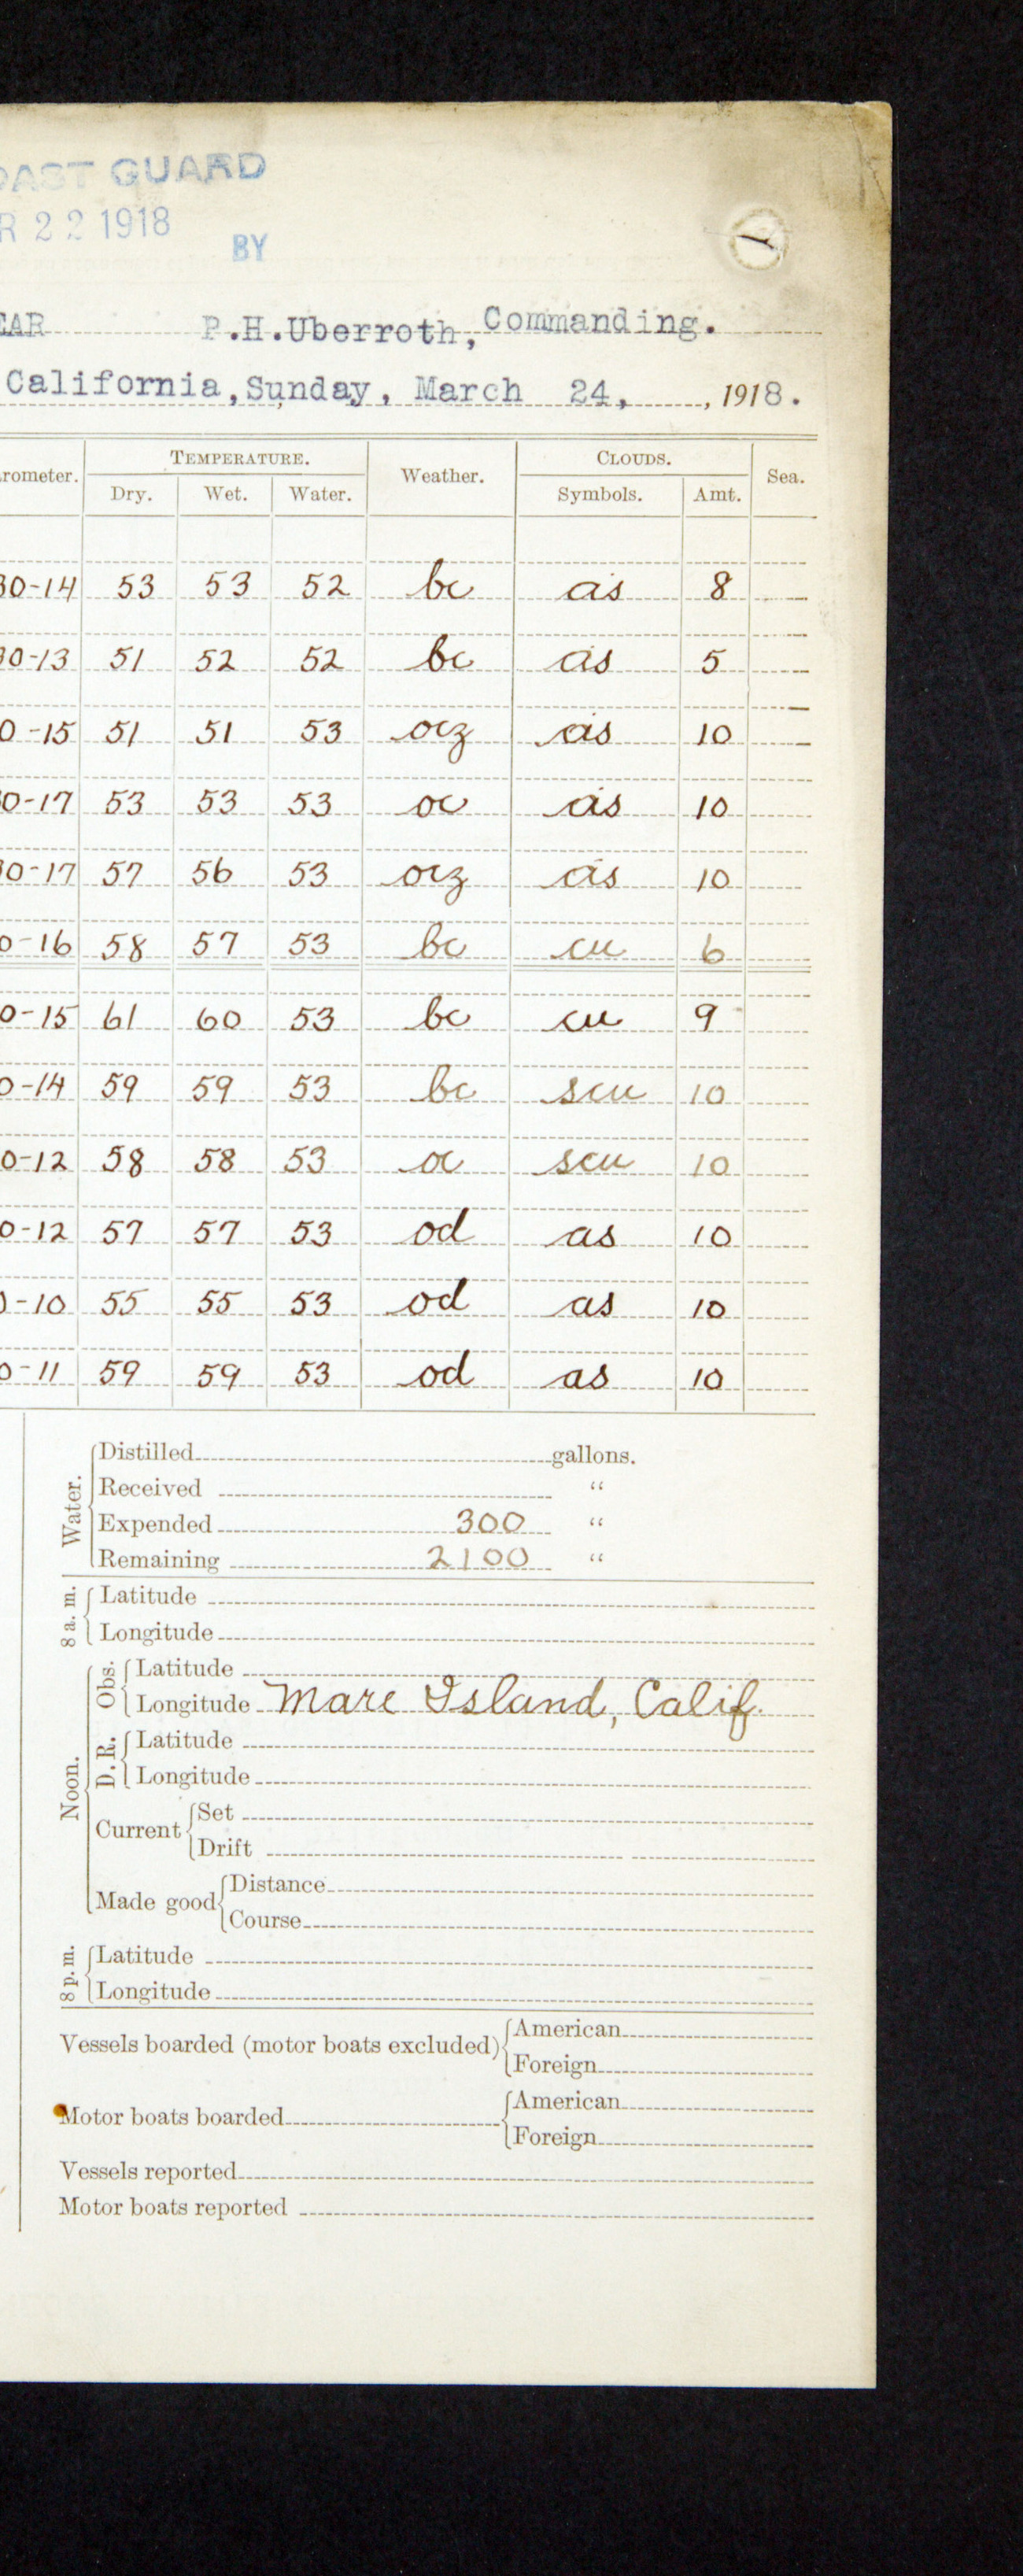 OAST GUARD
R 22 1918
BY
EAR P.H.Uberroth, Commanding.
California, Sunday, March 24, , 1918.
rometer. TEMPERATURE. Weather. CLOUDS. Sea.
Dry. Wet. Water. Symbols. Amt.
30-14 53 53 52 bc as 8 —
30-13 51 52 52 bc as 5 —
0-15 51 51 53 ocz as 10 —
30-17 53 53 53 oc as 10
30-17 57 56 53 ocz as 10
0-16 58 57 53 bc cu 6
0-15 61 60 53 bc cu 9
0-14 59 59 53 bc scu 10
0-12 58 58 53 oc scu 10
0-12 57 57 53 od as 10
0-10 55 55 53 od as 10
0-11 59 59 53 od as 10
Water.
Distilled gallons.
Received “
Expended 300 “
Remaining 2100 “
8 a. m.
Latitude
Longitude
Noon.
Obs.
Latitude
Longitude Mare Island, Calif.
D. R.
Latitude
Longitude
Current
Set
Drift
Made good
Distance
Course
8 p. m.
Latitude
Longitude
Vessels boarded (motor boats excluded)
American
Foreign
Motor boats boarded
American
Foreign
Vessels reported
Motor boats reported